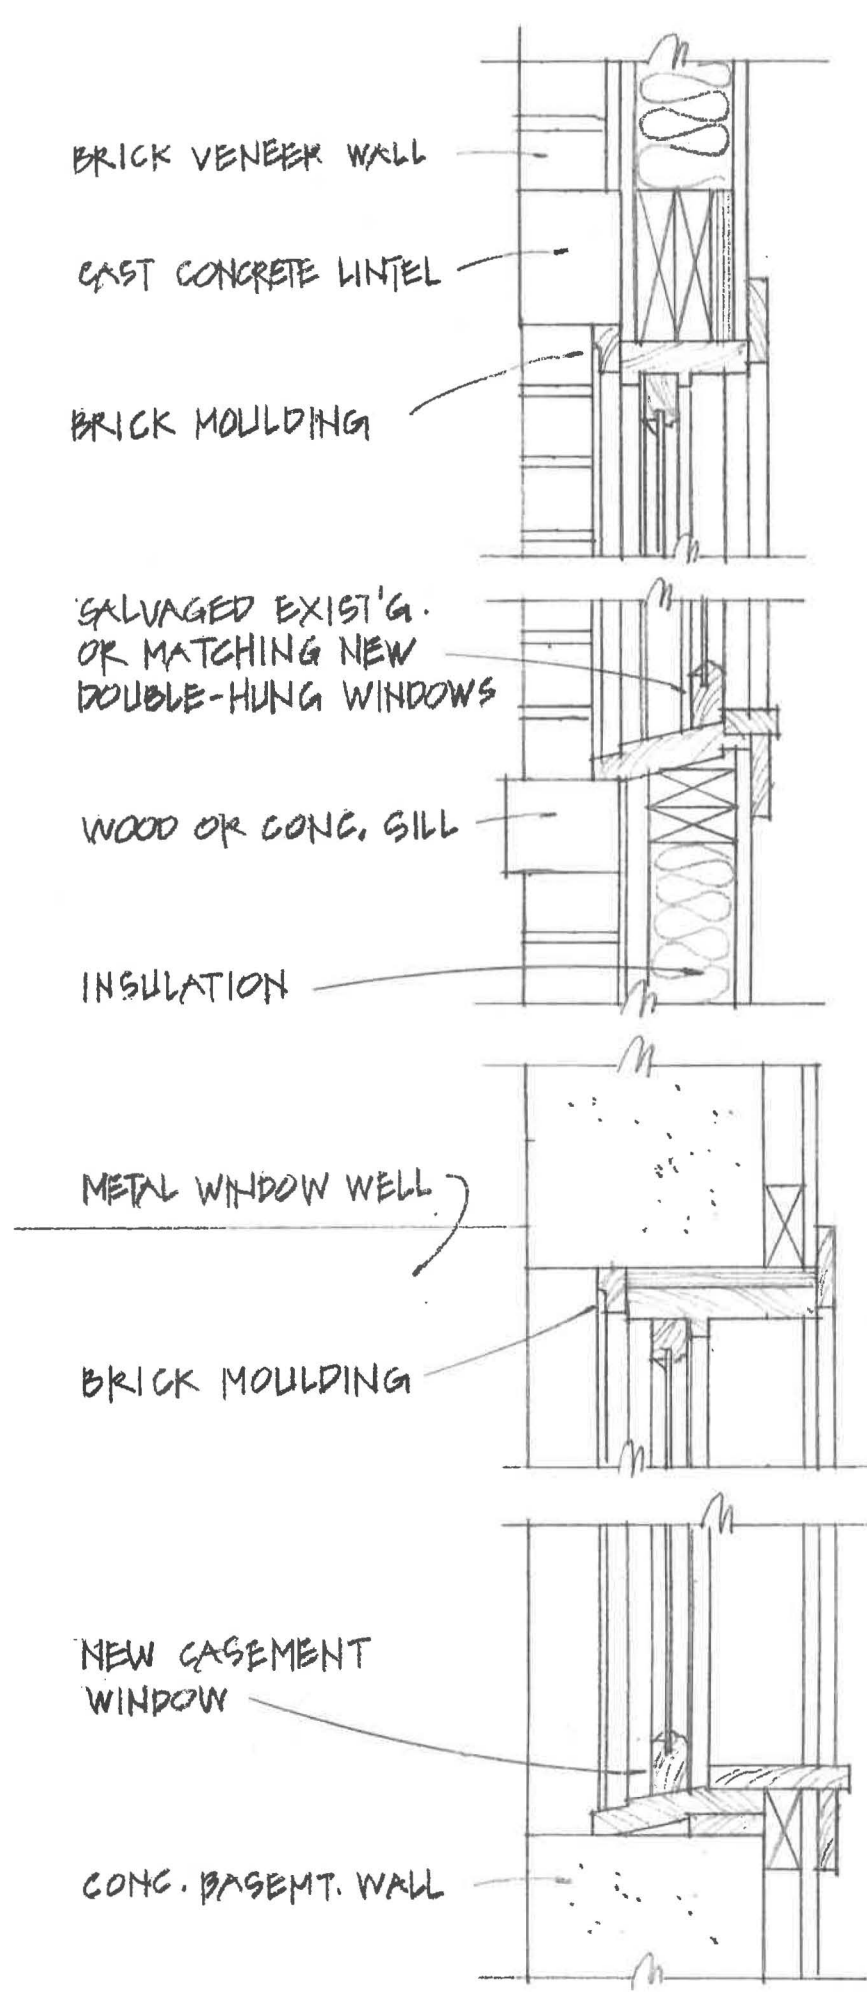 BRICK VENEER WALL
CAST CONCRETE LINTEL
BRICK MOULDING
SALVAGED EXIST'G.
OR MATCHING NEW
DOUBLE-HUNG WINDOWS
WOOD OR CONC. SILL
INSULATION
METAL WINDOW WELL
BRICK MOULDING
NEW CASEMENT
WINDOW
CONC. BASEMT. WALL